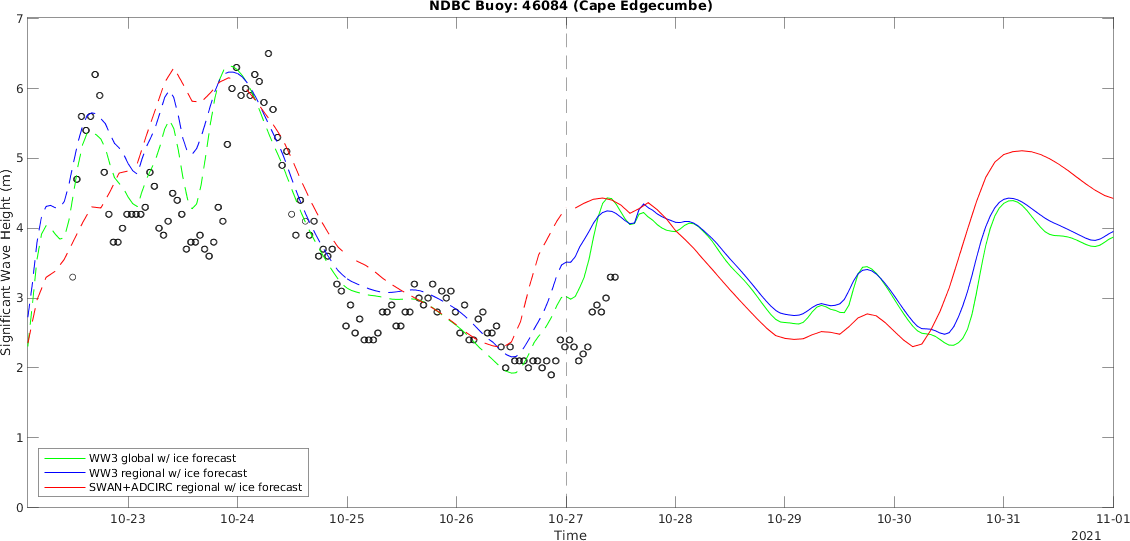 NDBC Buoy: 46084 (Cape Edgecumbe)
7
6
5
4
3
2
1
0
Significant Wave Height (m)
WW3 global w/ ice forecast
WW3 regional w/ ice forecast
SWAN+ADCIRC regional w/ ice forecast
10-23 10-24 10-25 10-26 10-27 10-28 10-29 10-30 10-31 11-01
Time
2021